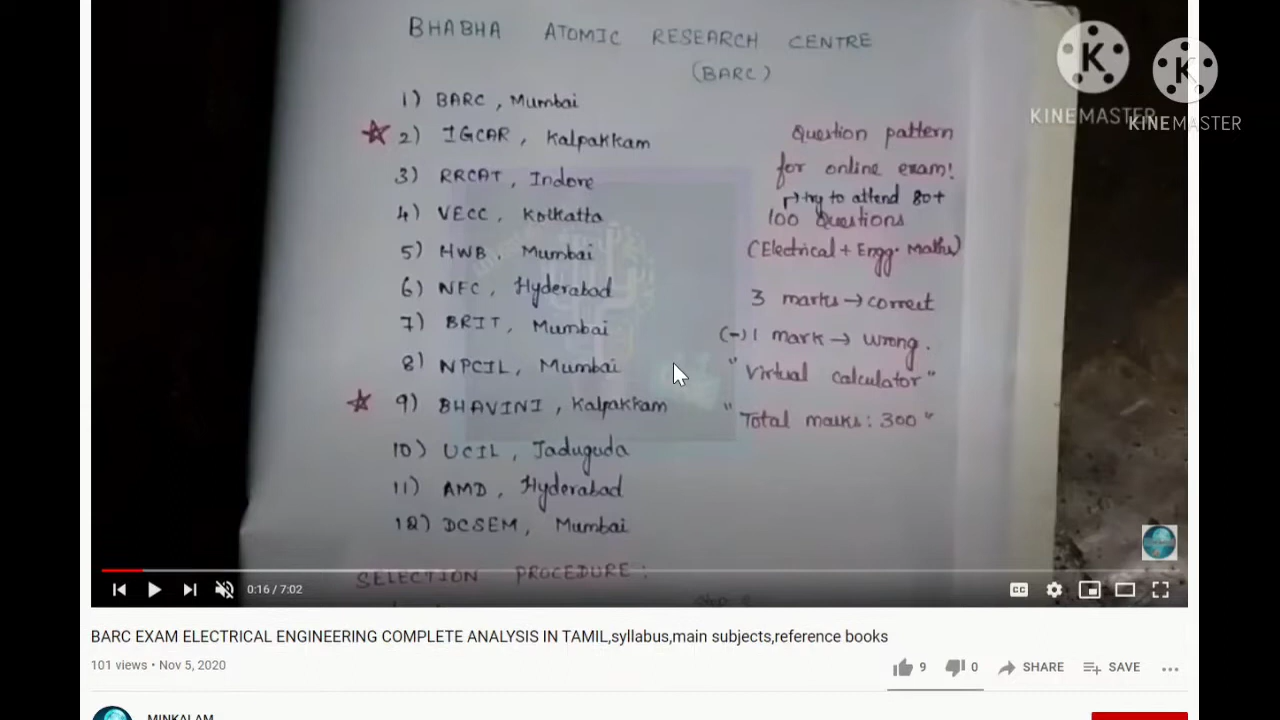 BHABHA ATOMIC RESEARCH CENTRE
(BARC)
1) BARC, Mumbai
2) IGCAR, Kalpakkam
3) RRCAT, Indore
4) VECC, Kolkatta
5) HWB, Mumbai
6) NFC, Hyderabad
7) BRIT, Mumbai
8) NPCIL, Mumbai
9) BHAVINI, Kalpakkam
10) UCIL, Jaduguda
11) AMD, Hyderabad
12) DCSEM, Mumbai
SELECTION PROCEDURE:
Question pattern
for online exam!
→ try to attend 80+
100 Questions
(Electrical + Engg. Maths)
3 marks → correct
(-) 1 mark → wrong.
"Virtual calculator"
"Total marks: 300"
KINEMASTER
KINEMASTER
0:16 / 7:02
CC
BARC EXAM ELECTRICAL ENGINEERING COMPLETE ANALYSIS IN TAMIL,syllabus,main subjects,reference books
101 views • Nov 5, 2020
9
0
SHARE
SAVE
MINKALAM